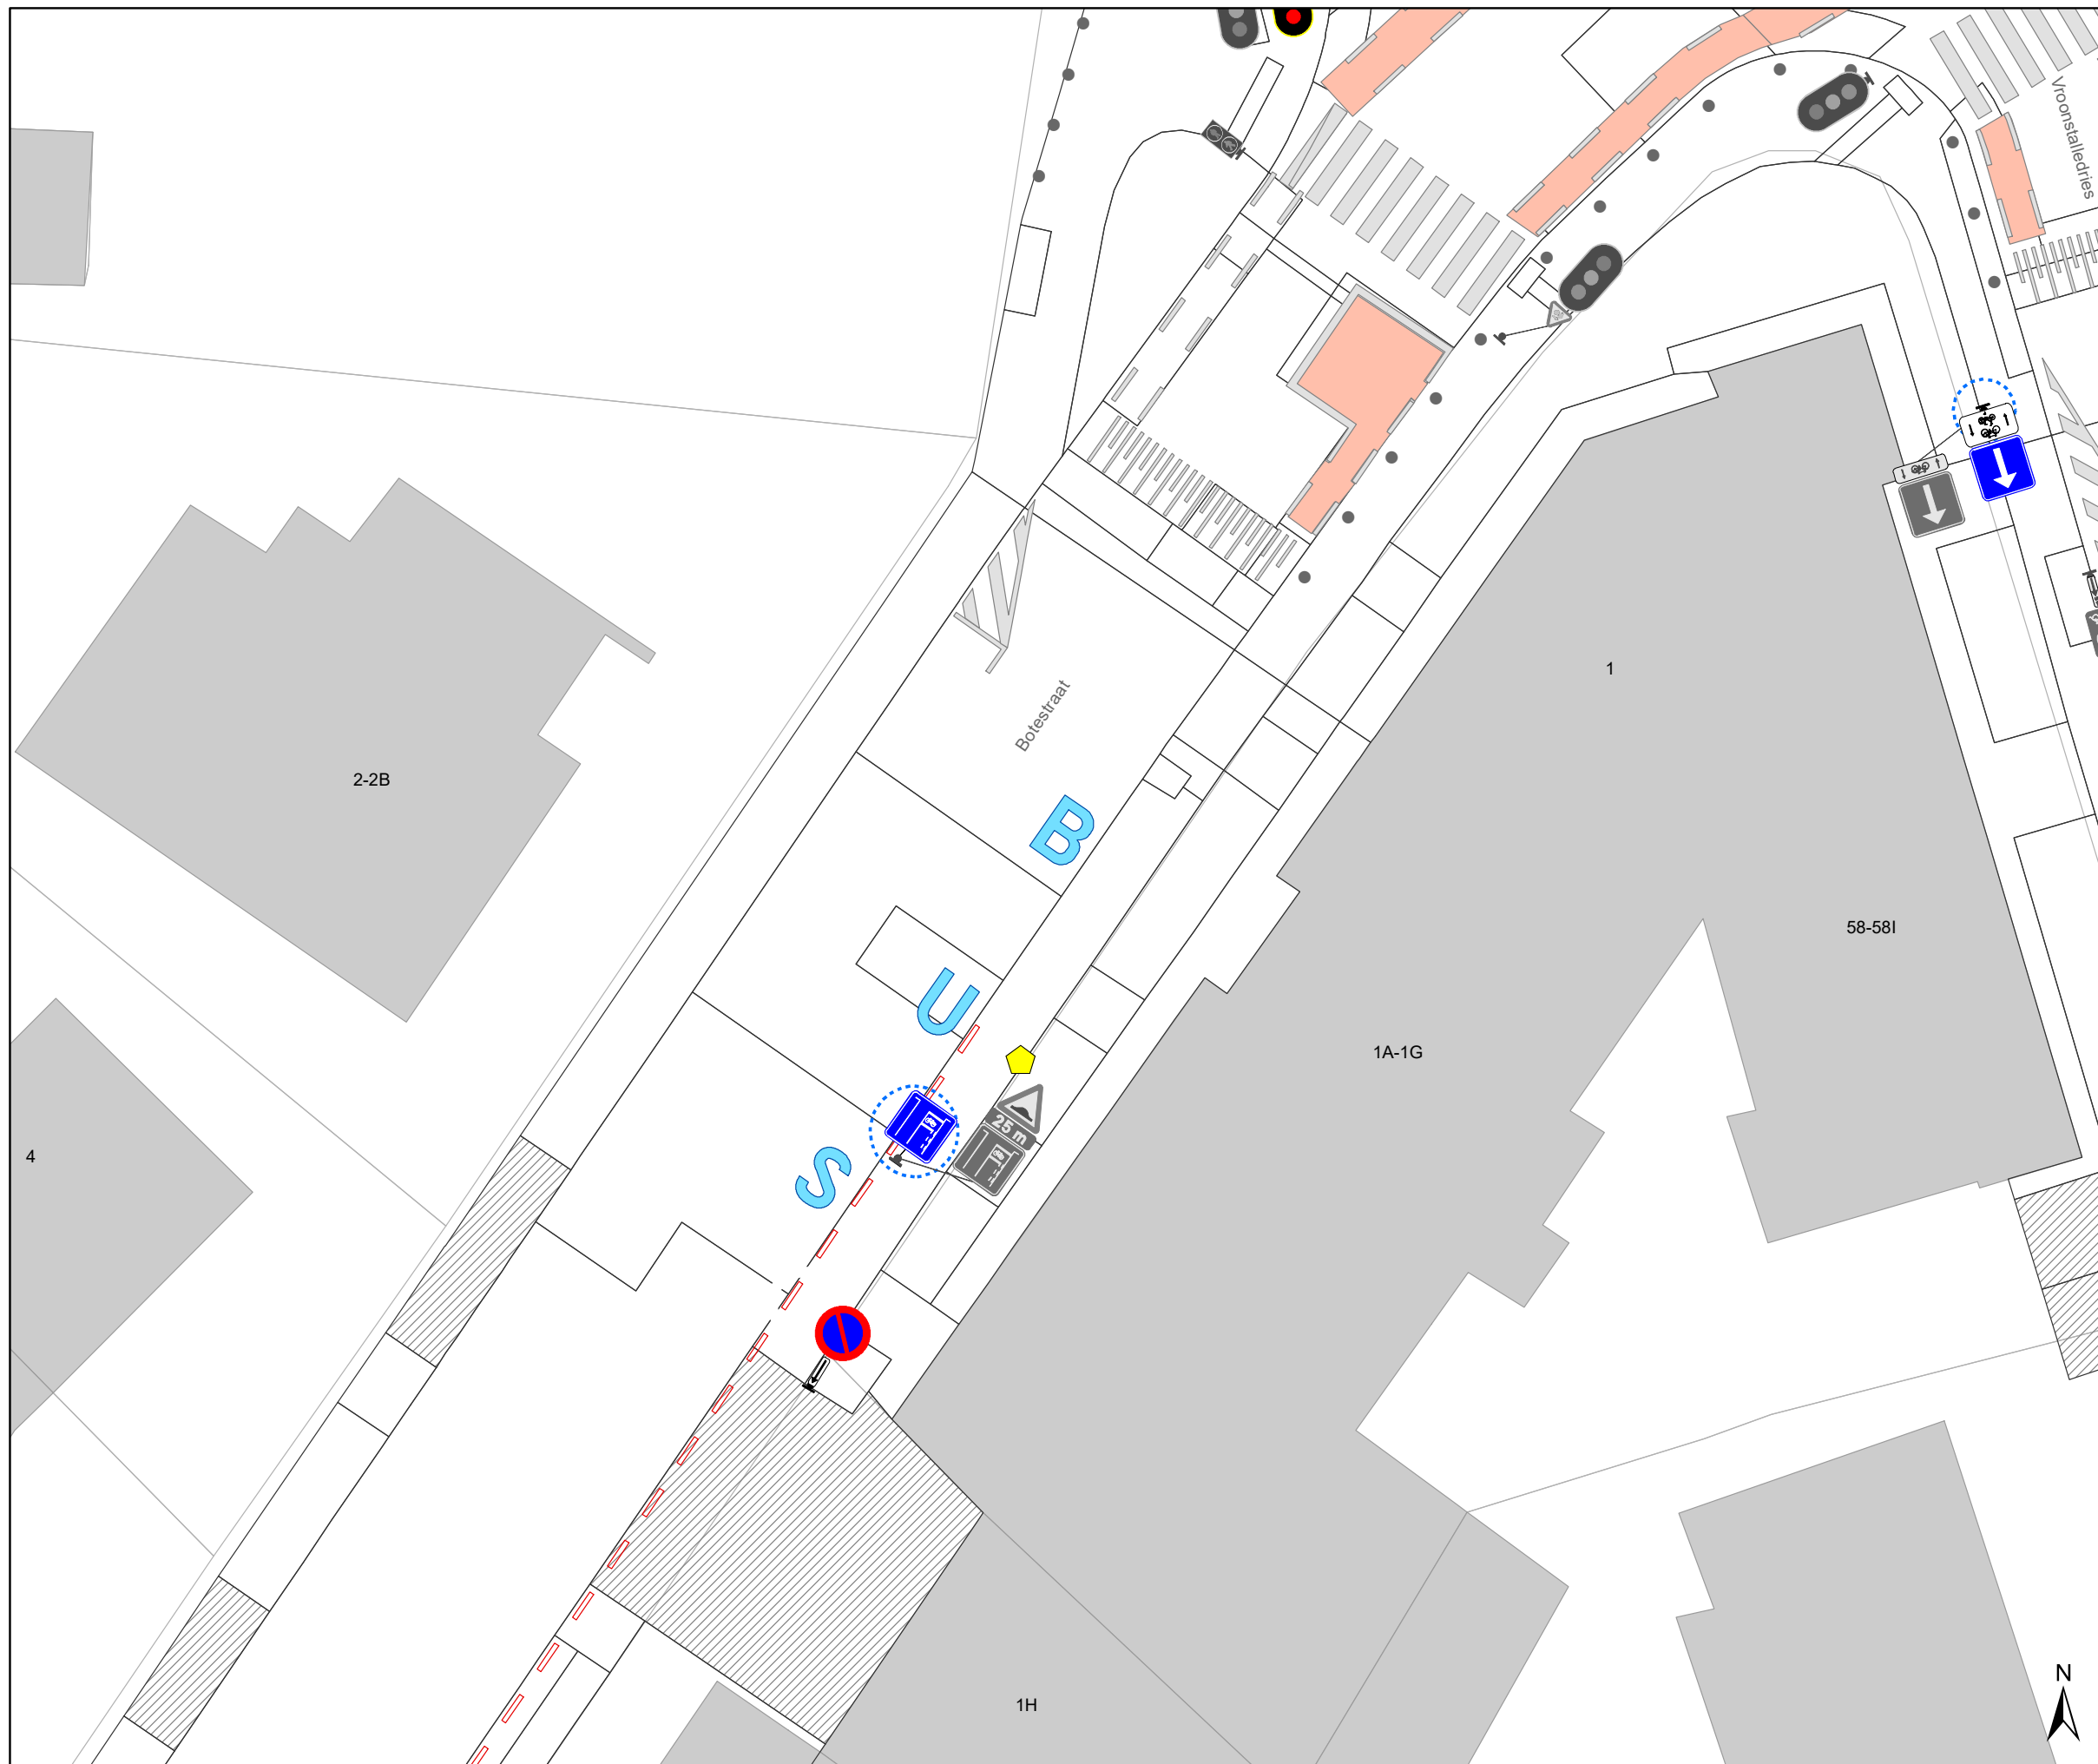 Vroonstalledries
1
Botestraat
2-2B
B
U
S
58-58I
1A-1G
25 m
4
1H
N